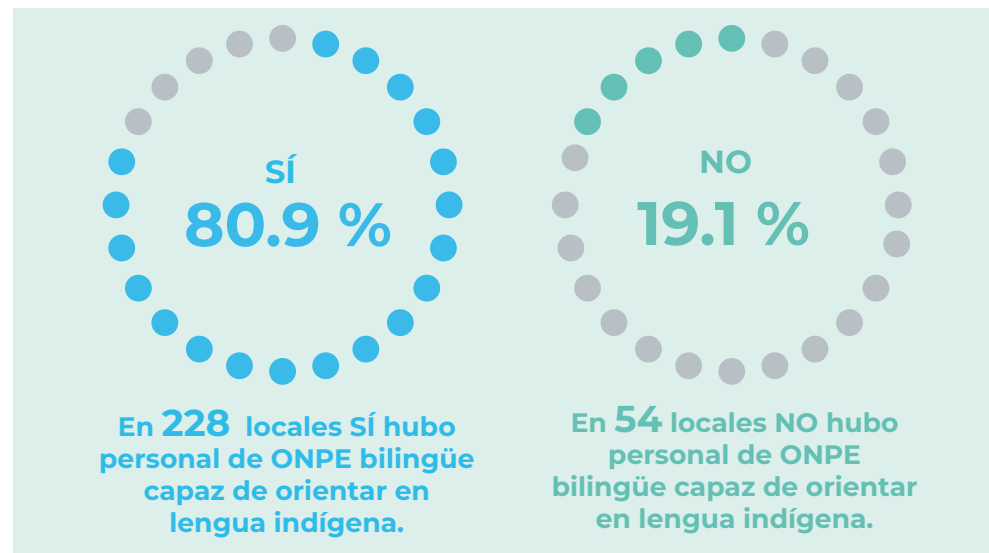 SÍ
80.9 %
En 228 locales SÍ hubo
personal de ONPE bilingüe
capaz de orientar en
lengua indígena.
NO
19.1 %
En 54 locales NO hubo
personal de ONPE
bilingüe capaz de orientar
en lengua indígena.